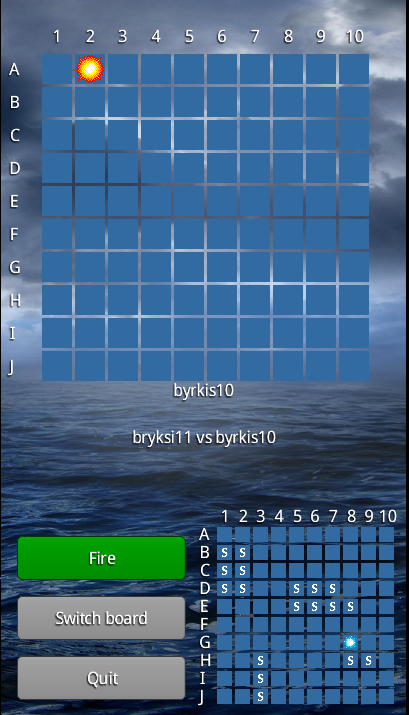 1 2 3 4 5 6 7 8 9 10
A
B
C
D
E
F
G
H
I
J
byrkis10
bryksi11 vs byrkis10
1 2 3 4 5 6 7 8 9 10
A
B S S
C S S
D S S S S S
E S S S S
F
G
H S S S
I S
J S
Fire
Switch board
Quit